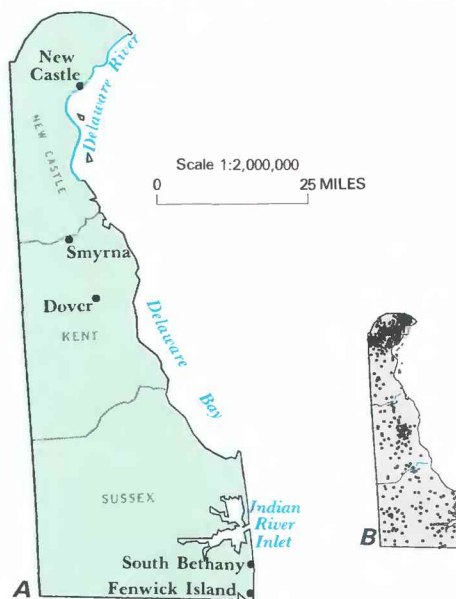 New
Castle
Delaware River
NEW CASTLE
Scale 1:2,000,000
0 25 MILES
Smyrna
Dover
KENT
Delaware
Bay
SUSSEX
Indian
River
Inlet
South Bethany
Fenwick Island
A
B